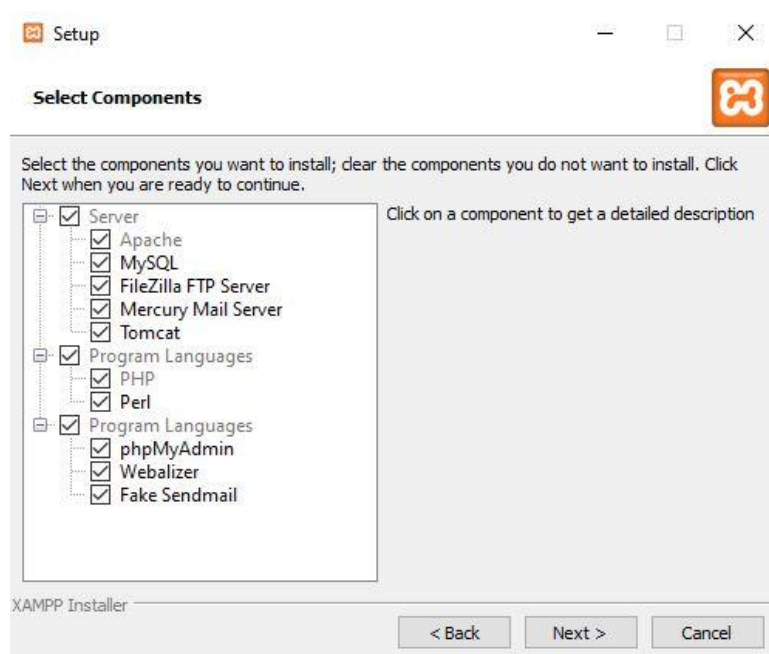 Setup
Select Components
Select the components you want to install; clear the components you do not want to install. Click
Next when you are ready to continue.
Server
Click on a component to get a detailed description
Apache
MySQL
FileZilla FTP Server
Mercury Mail Server
Tomcat
Program Languages
PHP
Perl
Program Languages
phpMyAdmin
Webalizer
Fake Sendmail
XAMPP Installer
< Back
Next >
Cancel